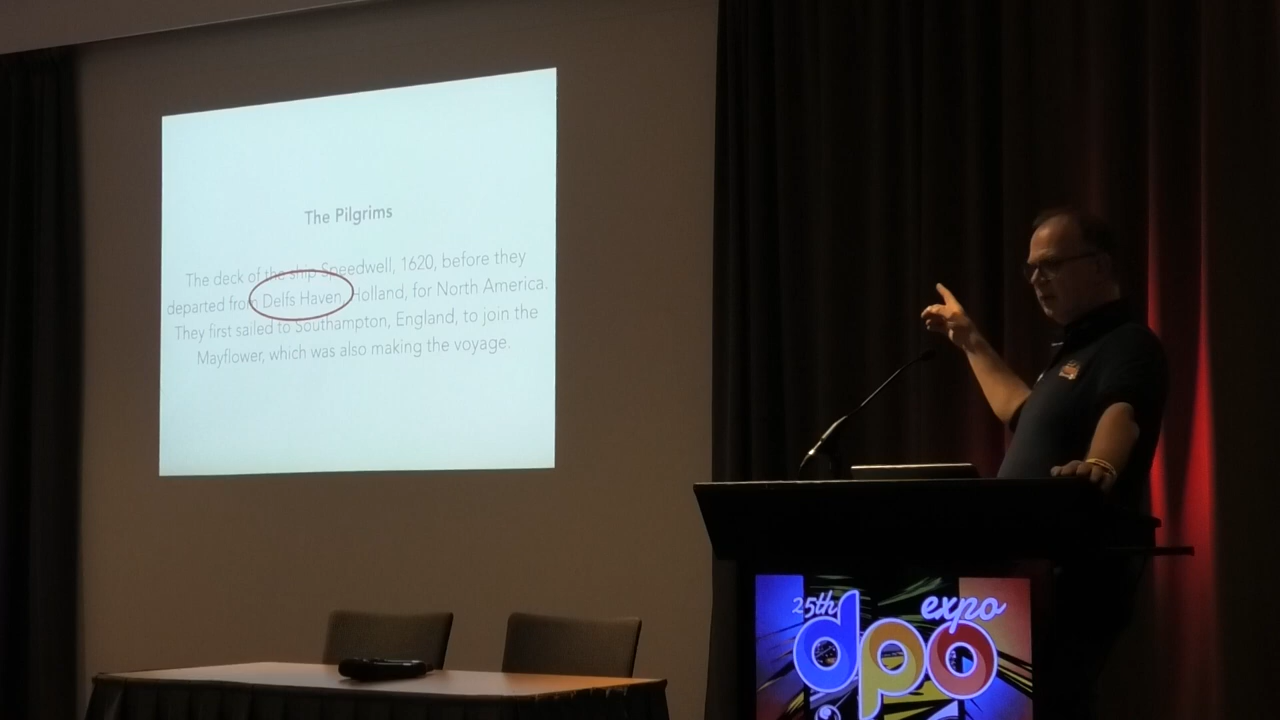 The Pilgrims
The deck of the ship Speedwell, 1620, before they
departed from Delfs Haven, Holland, for North America.
They first sailed to Southampton, England, to join the
Mayflower, which was also making the voyage.
25th expo
dpo